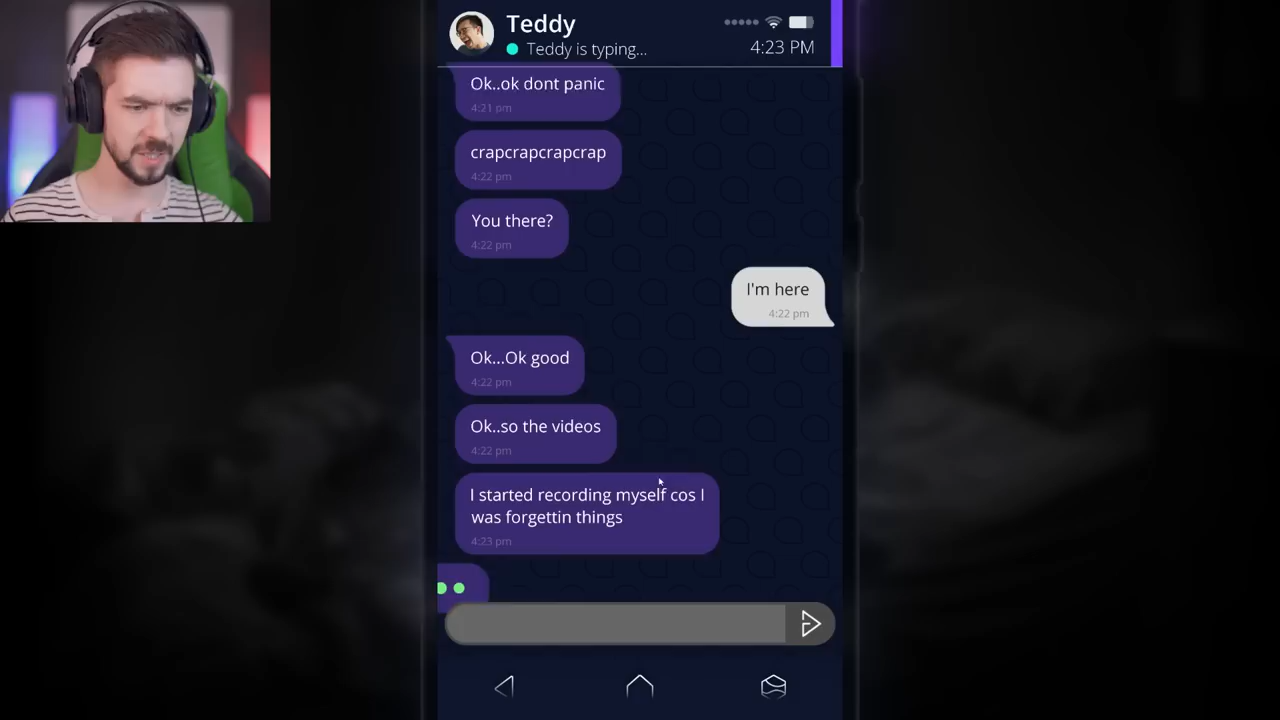 Teddy
Teddy is typing...
4:23 PM
Ok..ok dont panic
4:21 pm
crapcrapcrapcrap
4:22 pm
You there?
4:22 pm
I'm here
4:22 pm
Ok...Ok good
4:22 pm
Ok..so the videos
4:22 pm
I started recording myself cos I
was forgettin things
4:23 pm